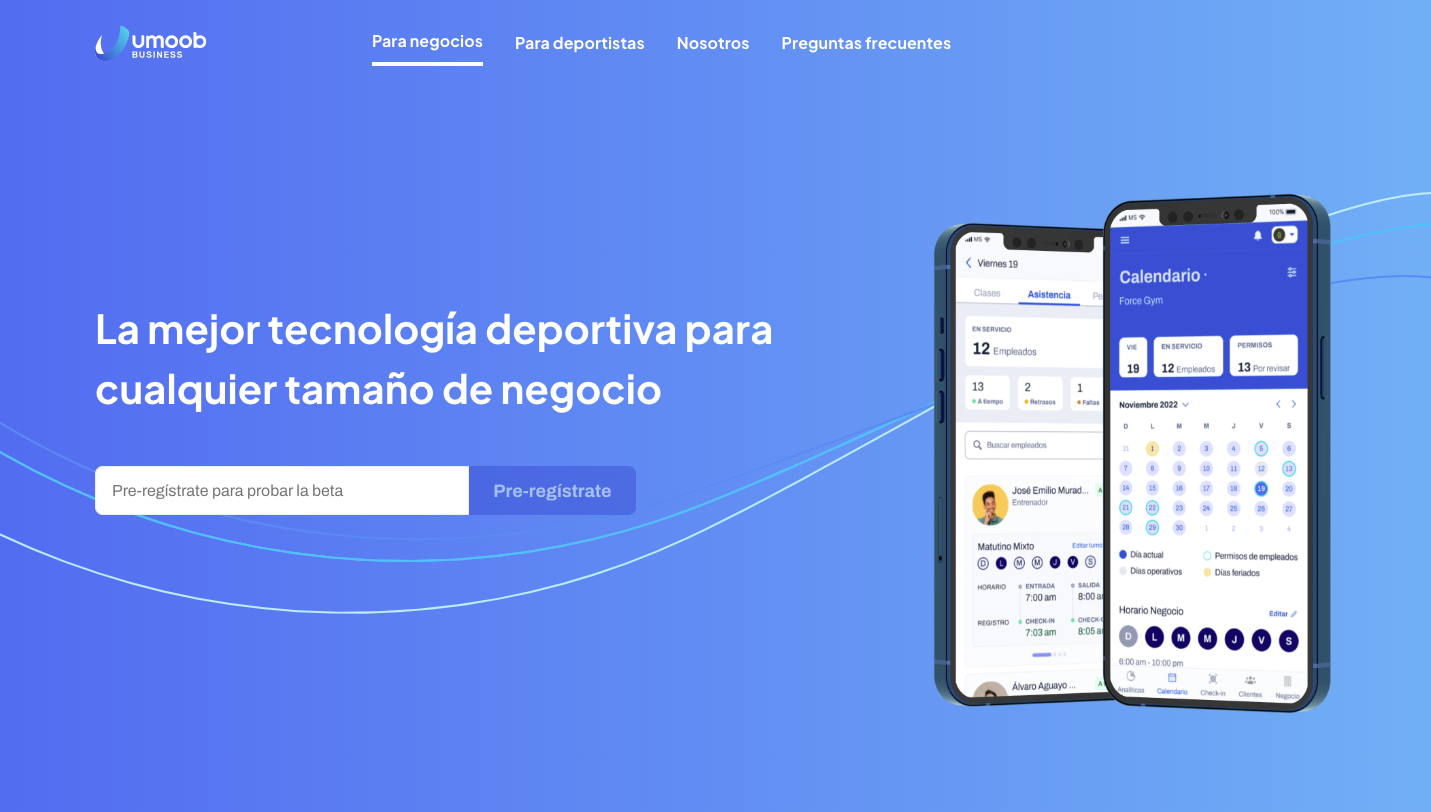 umoob
BUSINESS
Para negocios
Para deportistas
Nosotros
Preguntas frecuentes
La mejor tecnología deportiva para
cualquier tamaño de negocio
Pre-regístrate para probar la beta
Pre-regístrate
MS
Viernes 19
Clases
Asistencia
EN SERVICIO
12 Empleados
13
A tiempo
2
Retrasos
1
Faltas
Buscar empleados
José Emilio Murad...
Entrenador
Matutino Mixto
D L M M J V S
HORARIO
ENTRADA
7:00 am
SALIDA
8:00
REGISTRO
CHECK-IN
7:03 am
8:05 am
Álvaro Aguayo ...
MS
100%
Calendario
Force Gym
VIE
19
EN SERVICIO
12 Empleados
PERMISOS
13 Por revisar
Noviembre 2022
D L M M J V S
31 1 2 3 4 5 6
7 8 9 10 11 12 13
14 15 16 17 18 19 20
21 22 23 24 25 26 27
28 29 30 1 2 3 4
Día actual
Permisos de empleados
Días operativos
Días feriados
Horario Negocio
Editar
D L M M J V S
6:00 am - 10:00 pm
Analíticas
Calendario
Check-in
Clientes
Negocio